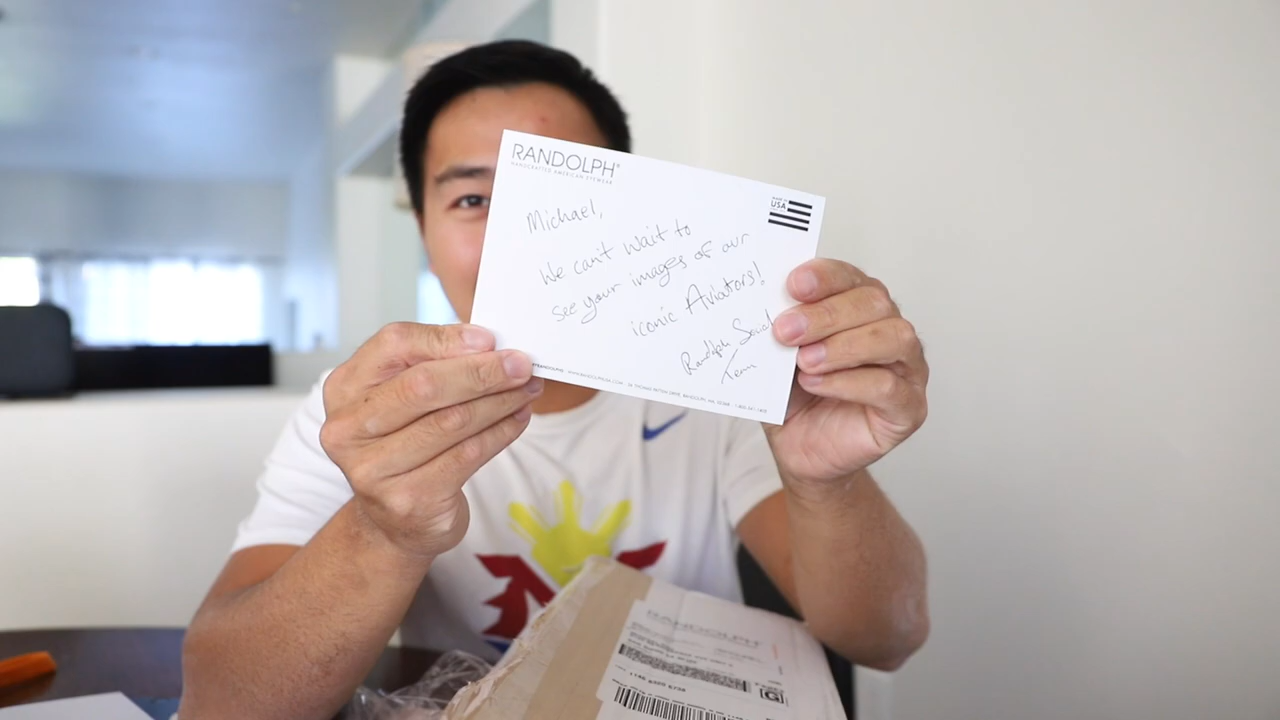 RANDOLPH®
HANDCRAFTED AMERICAN EYEWEAR
MADE IN
USA
Michael,
We can't wait to
see your images of our
iconic Aviators!
Randolph Social
Team
RANDOLPH